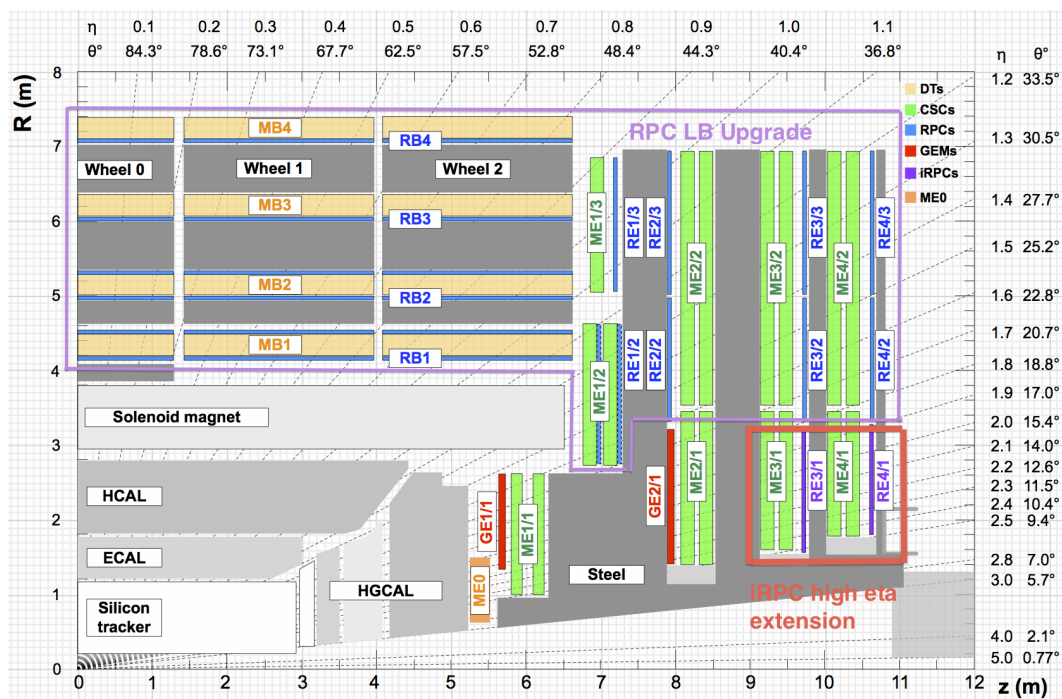 η 0.1 0.2 0.3 0.4 0.5 0.6 0.7 0.8 0.9 1.0 1.1
θ° 84.3° 78.6° 73.1° 67.7° 62.5° 57.5° 52.8° 48.4° 44.3° 40.4° 36.8° η θ°
R (m)
8
7
6
5
4
3
2
1
0
1.2 33.5°
1.3 30.5°
1.4 27.7°
1.5 25.2°
1.6 22.8°
1.7 20.7°
1.8 18.8°
1.9 17.0°
2.0 15.4°
2.1 14.0°
2.2 12.6°
2.3 11.5°
2.4 10.4°
2.5 9.4°
2.8 7.0°
3.0 5.7°
4.0 2.1°
5.0 0.77°
DTs
CSCs
RPCs
GEMs
iRPCs
ME0
RPC LB Upgrade
MB4
RB4
Wheel 0
Wheel 1
Wheel 2
MB3
RB3
MB2
RB2
MB1
RB1
ME1/3
RE1/3
RE2/3
ME2/2
ME3/2
RE3/3
ME4/2
RE4/3
ME1/2
RE1/2
RE2/2
RE3/2
RE4/2
Solenoid magnet
HCAL
ECAL
Silicon
tracker
HGCAL
Steel
GE1/1
ME1/1
ME0
GE2/1
ME2/1
ME3/1
RE3/1
ME4/1
RE4/1
iRPC high eta
extension
0 1 2 3 4 5 6 7 8 9 10 11 12
z (m)